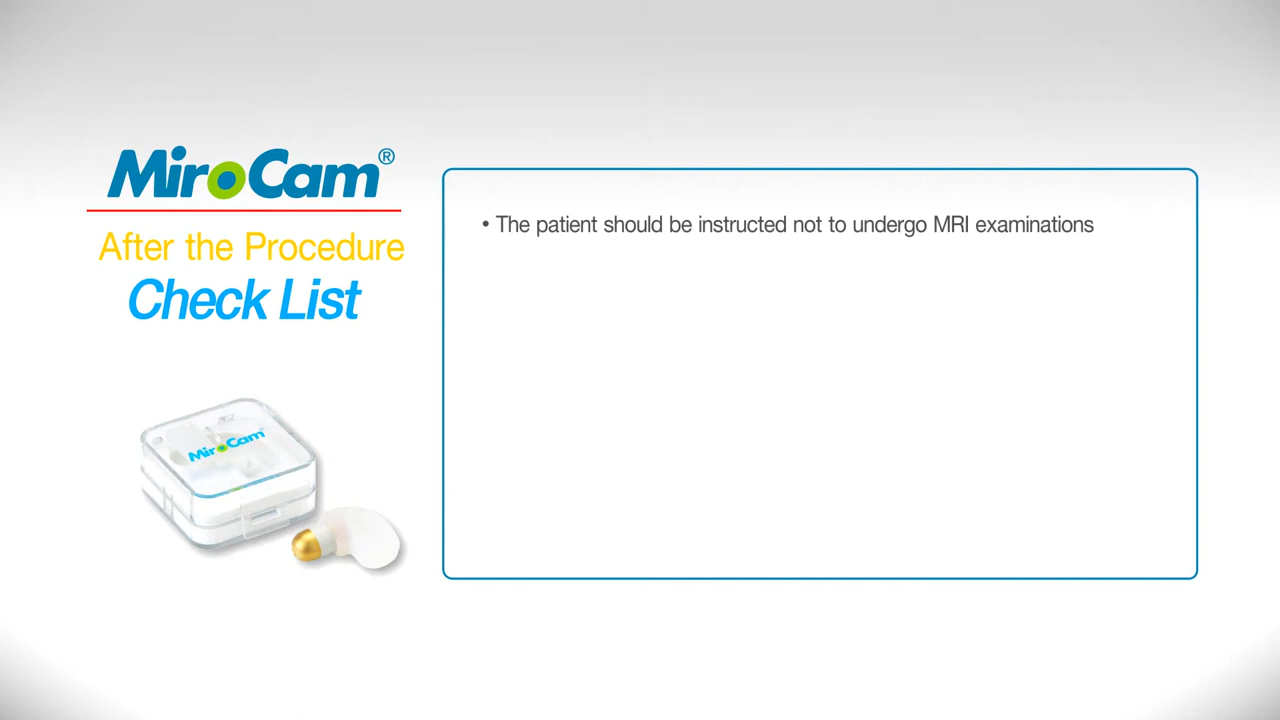 MiroCam®
After the Procedure
Check List
MiroCam
• The patient should be instructed not to undergo MRI examinations